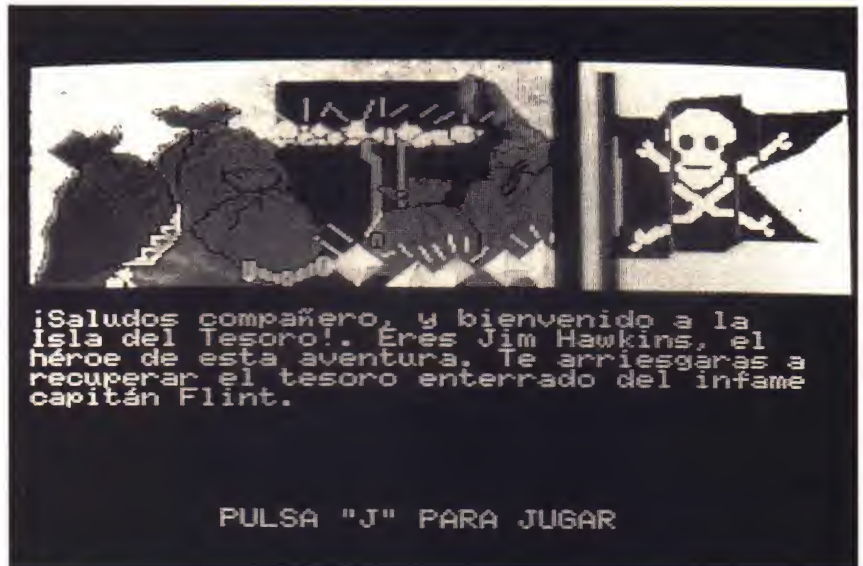 ¡Saludos compañero, y bienvenido a la
Isla del Tesoro!. Eres Jim Hawkins, el
héroe de esta aventura. Te arriesgaras a
recuperar el tesoro enterrado del infame
capitán Flint.
PULSA "J" PARA JUGAR